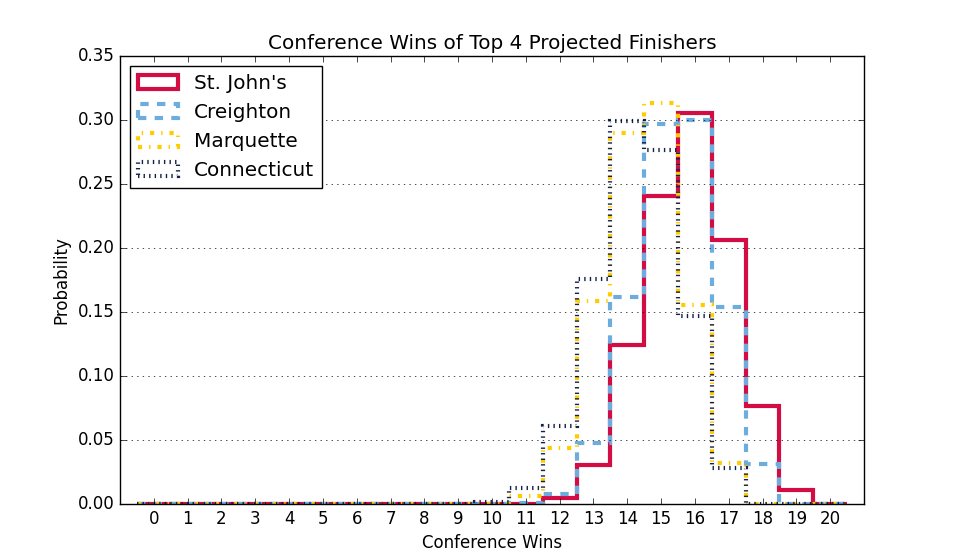 Conference Wins of Top 4 Projected Finishers
0.35
0.30
0.25
0.20
0.15
0.10
0.05
0.00
Probability
St. John's
Creighton
Marquette
Connecticut
0 1 2 3 4 5 6 7 8 9 10 11 12 13 14 15 16 17 18 19 20
Conference Wins